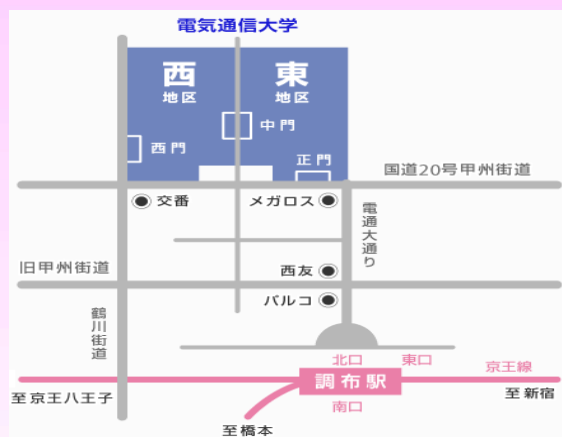 電気通信大学
西
地区
東
地区
中門
西門
正門
国道20号甲州街道
交番
メガロス
電通大通り
旧甲州街道
西友
パルコ
鶴川街道
北口
東口
京王線
調布駅
至京王八王子
至新宿
南口
至橋本